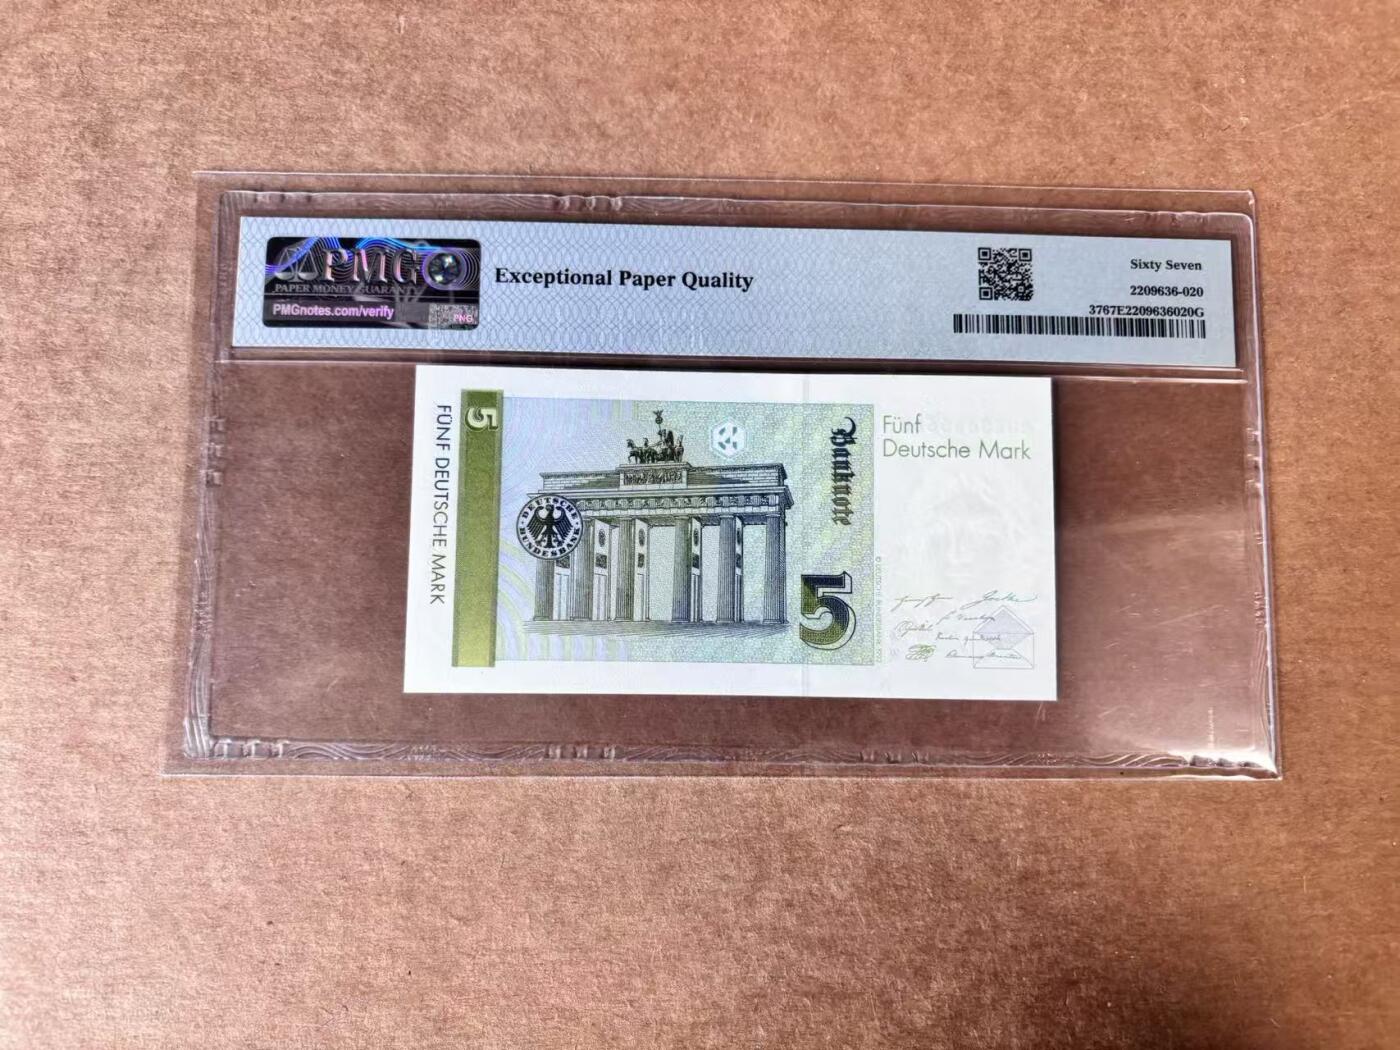 PMG
PAPER MONEY GUARANTY
PMGnotes.com/verify
PMG
Exceptional Paper Quality
Sixty Seven
2209636-020
3767E2209636020G
5
FÜNF DEUTSCHE MARK
DEUTSCHE
BUNDESBANK
Banknote
5
Fünf
Deutsche Mark